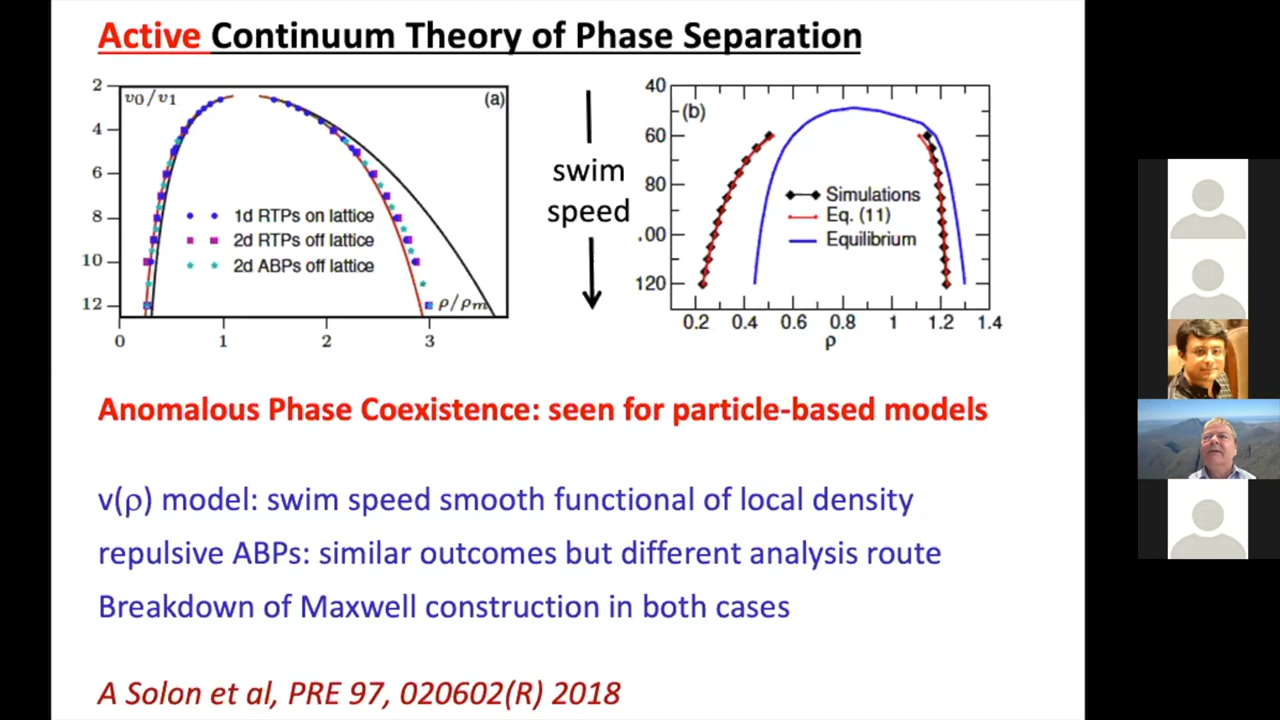 Active Continuum Theory of Phase Separation
2
4
6
8
10
12
v0/v1
(a)
1d RTPs on lattice
2d RTPs off lattice
2d ABPs off lattice
ρ/ρm
0 1 2 3
swim
speed
40
60
80
.00
120
(b)
Simulations
Eq. (11)
Equilibrium
0.2 0.4 0.6 0.8 1 1.2 1.4
ρ
Anomalous Phase Coexistence: seen for particle-based models
v(ρ) model: swim speed smooth functional of local density
repulsive ABPs: similar outcomes but different analysis route
Breakdown of Maxwell construction in both cases
A Solon et al, PRE 97, 020602(R) 2018